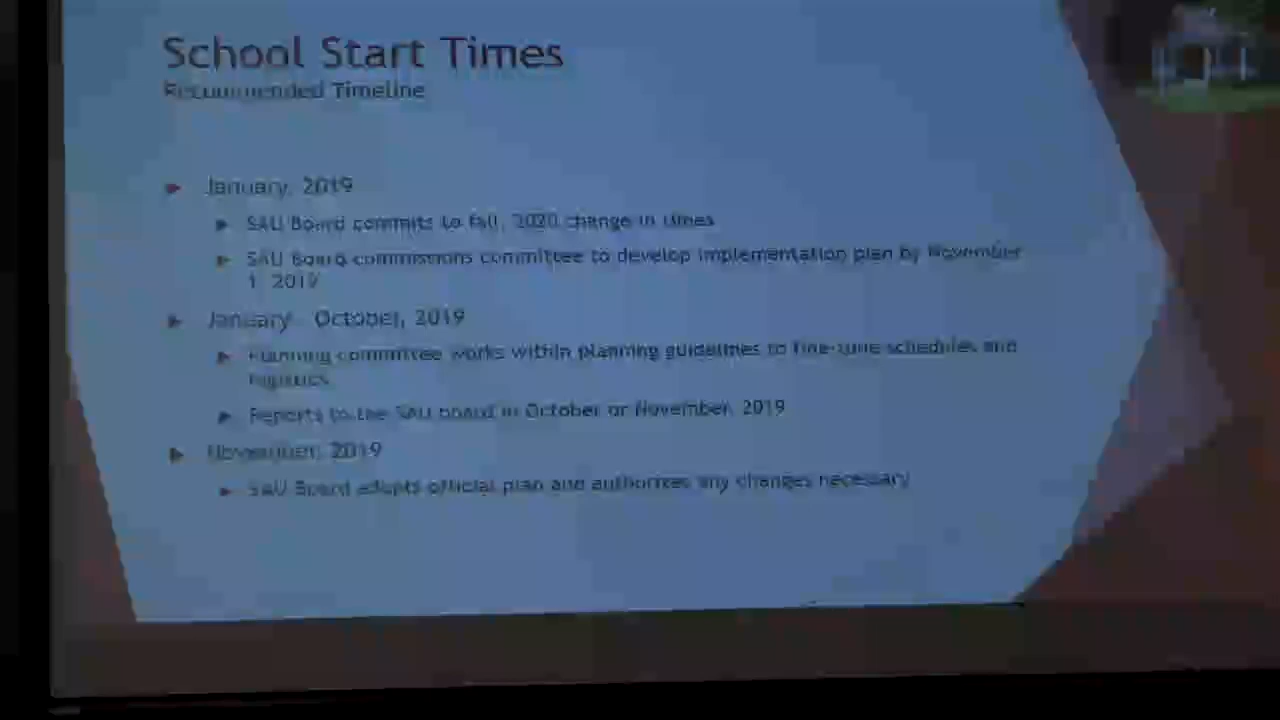 School Start Times
Recommended Timeline
January, 2019
SAU Board commits to fall, 2020 change in times
SAU Board commissions committee to develop implementation plan by November
1, 2019
January - October, 2019
Planning committee works within planning guidelines to fine-tune schedules and
logistics
Reports to the SAU board in October or November, 2019
November, 2019
SAU Board adopts official plan and authorizes any changes necessary